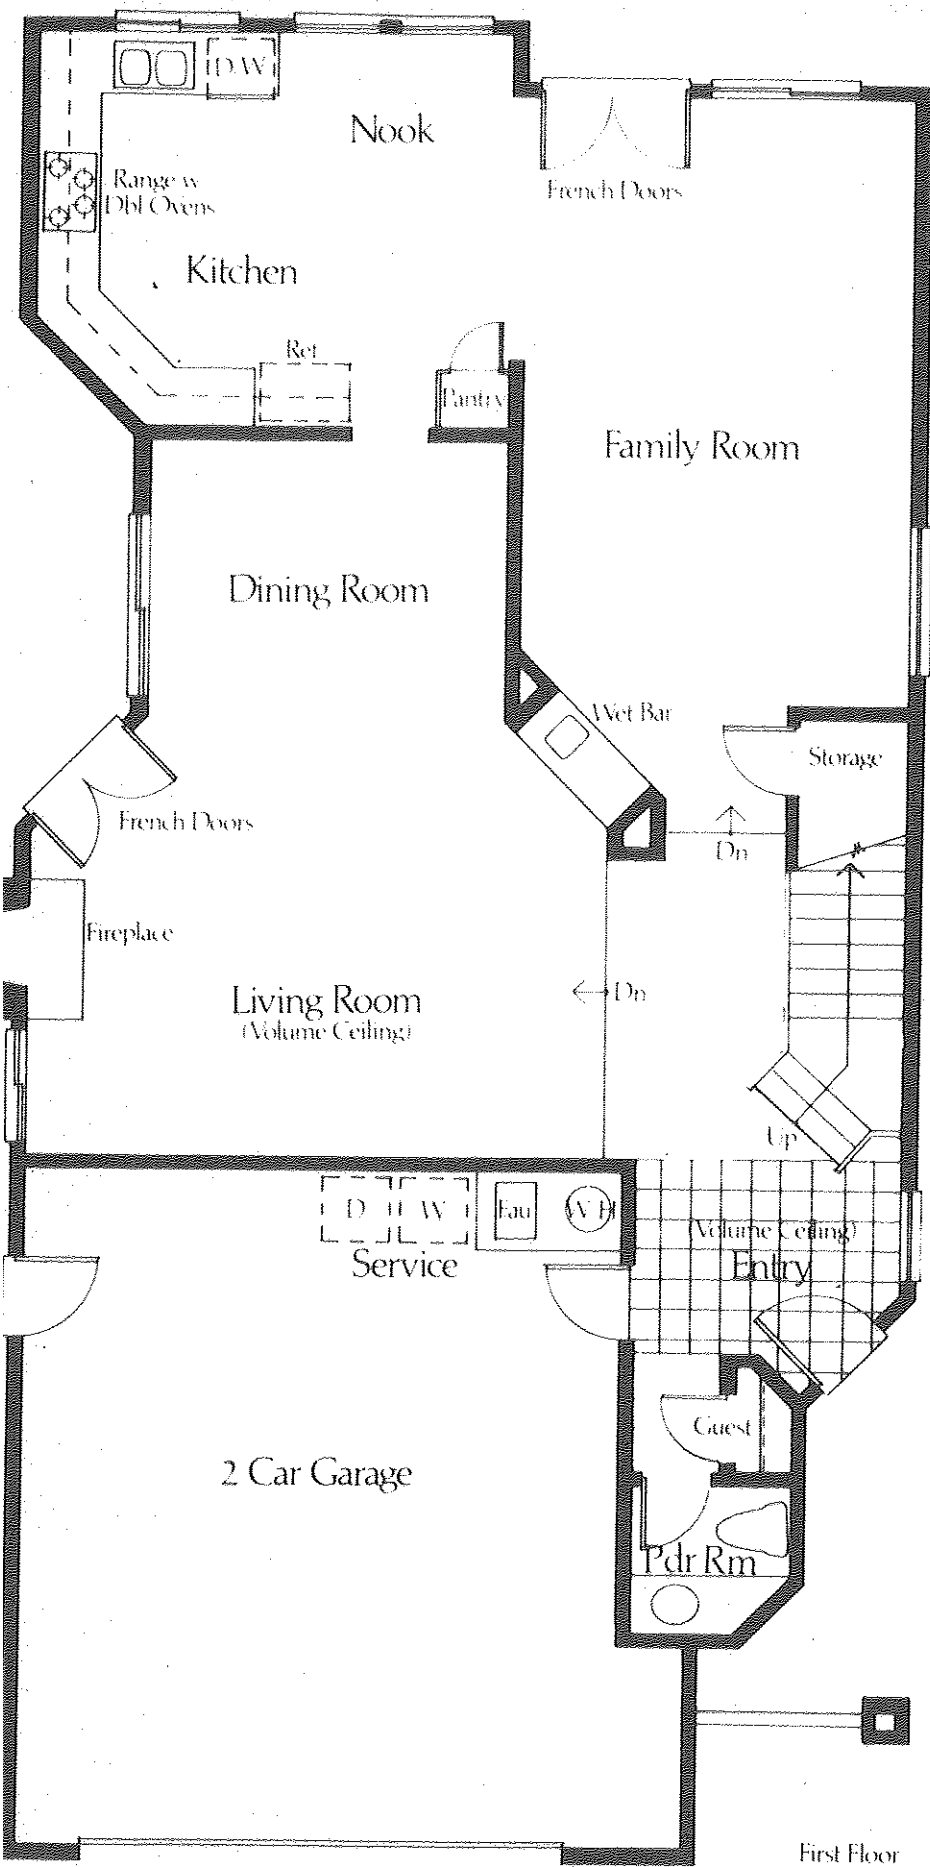 D.W
Nook
Range w
Dbl Ovens
French Doors
Kitchen
Ref
Pantry
Family Room
Dining Room
Wet Bar
Storage
French Doors
Dn
Fireplace
Living Room
(Volume Ceiling)
Dn
Up
D
W
Fau
W H
Service
(Volume Ceiling)
Entry
Guest
2 Car Garage
Pdr Rm
First Floor